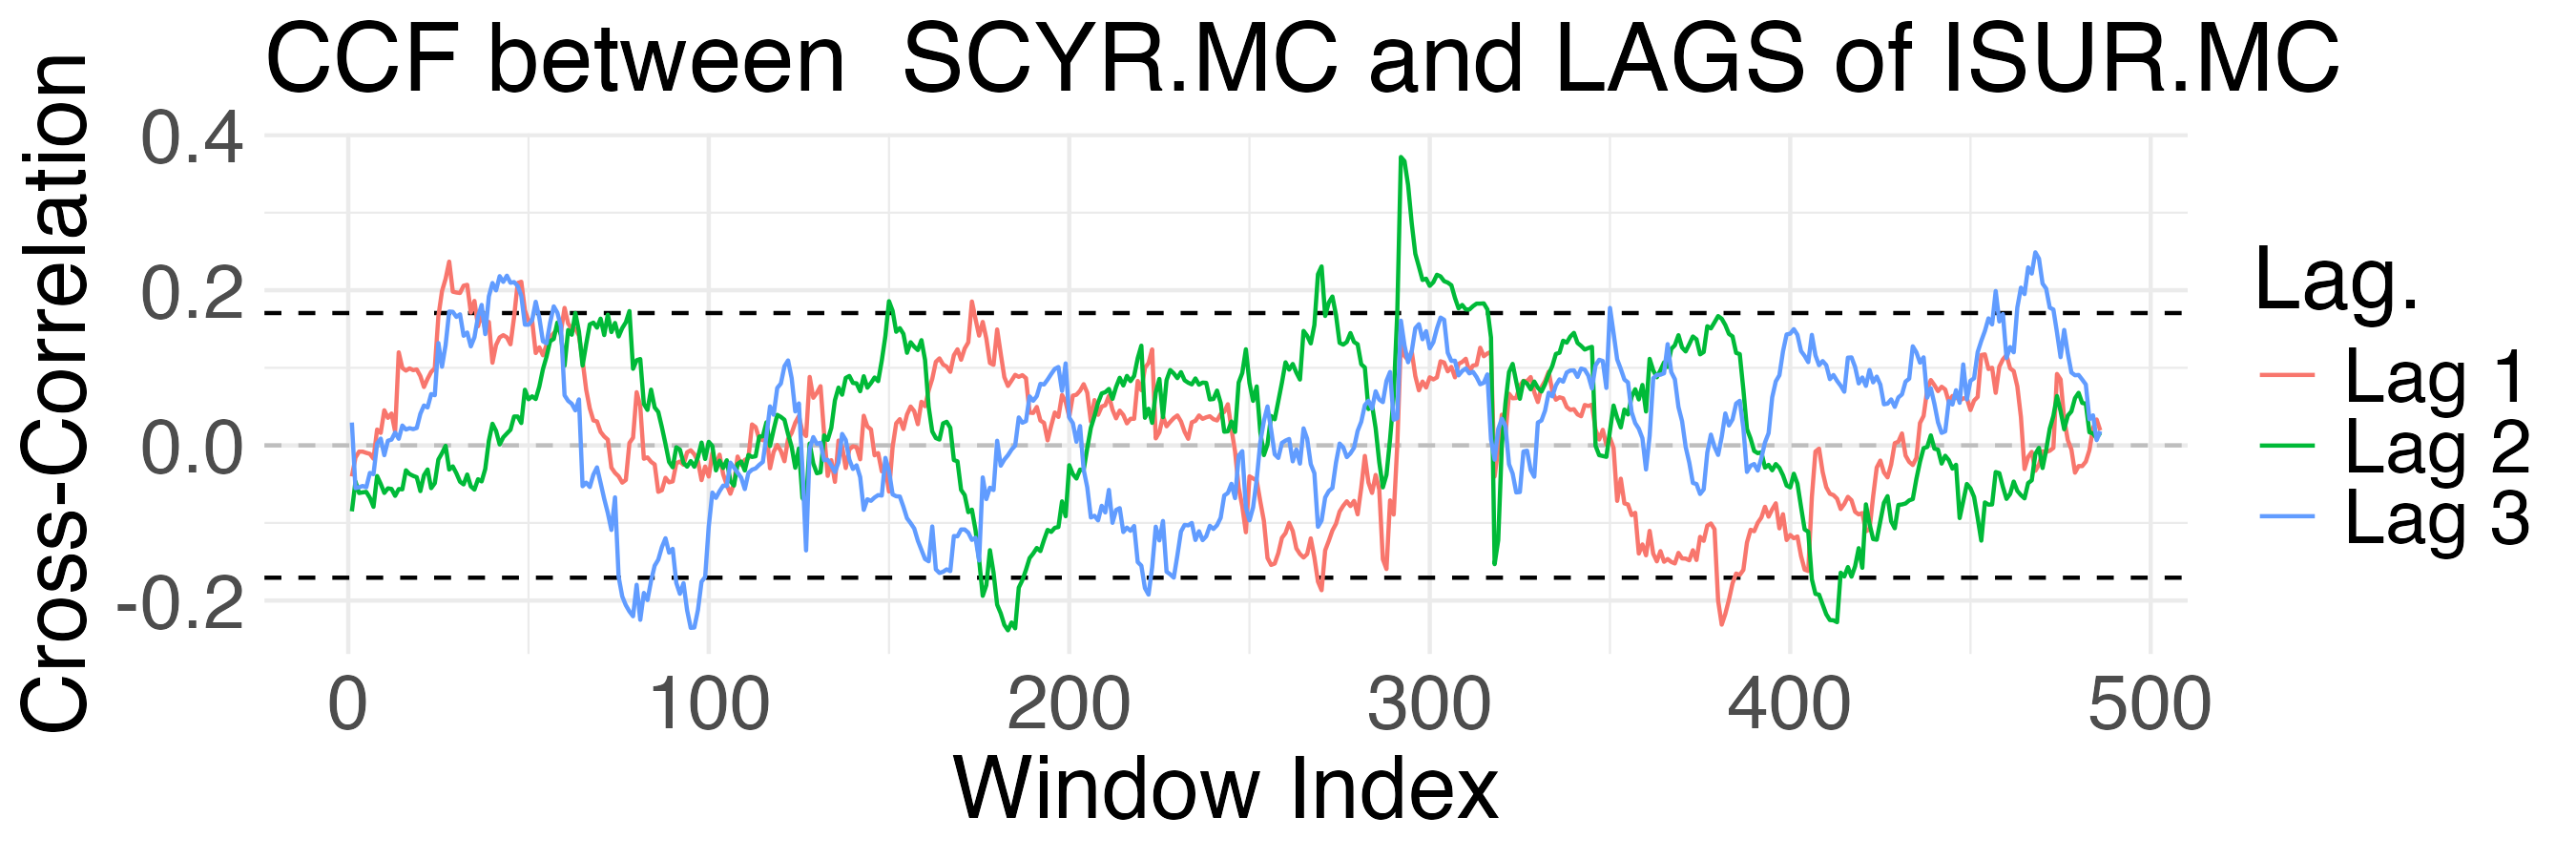 CCF between  SCYR.MC and LAGS of ISUR.MC
Cross-Correlation
0.4
0.2
0.0
-0.2
0 100 200 300 400 500
Window Index
Lag.
Lag 1
Lag 2
Lag 3